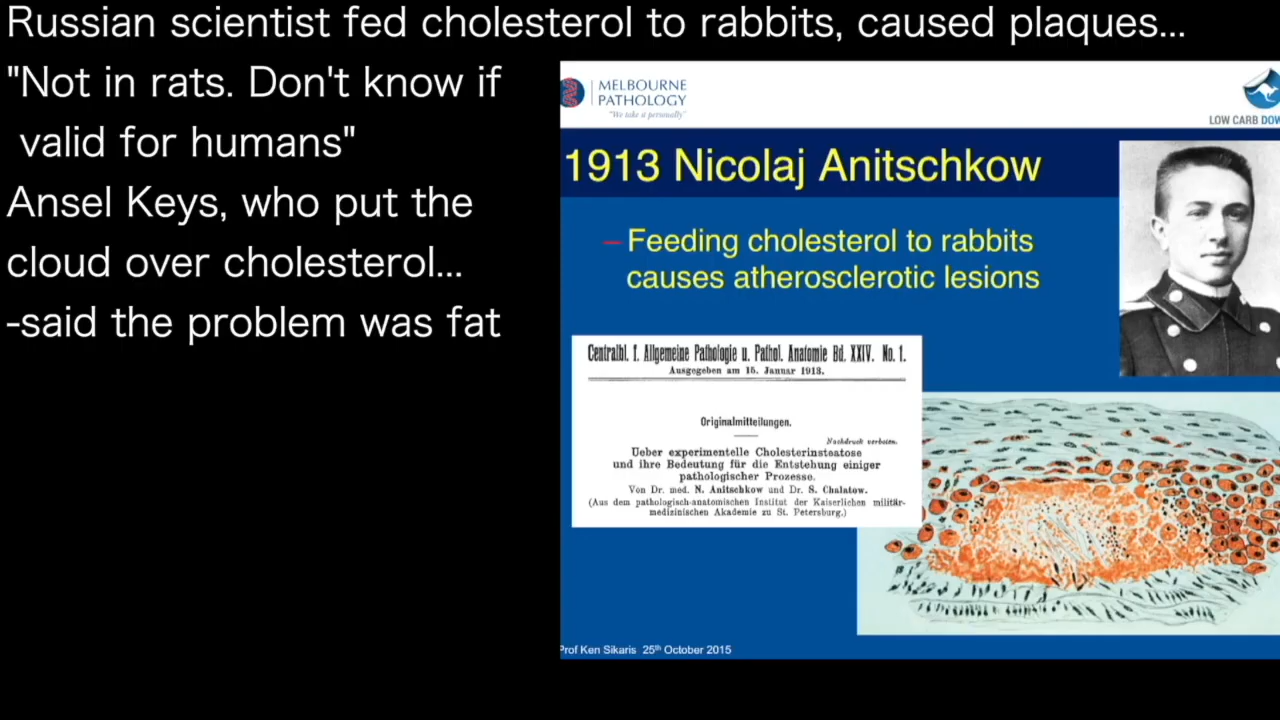 Russian scientist fed cholesterol to rabbits, caused plaques...
"Not in rats. Don't know if
valid for humans"
Ansel Keys, who put the
cloud over cholesterol...
-said the problem was fat
MELBOURNE
PATHOLOGY
"We take it personally"
LOW CARB DOW
1913 Nicolaj Anitschkow
– Feeding cholesterol to rabbits
causes atherosclerotic lesions
Centralbl. f. Allgemeine Pathologie u. Pathol. Anatomie Bd. XXIV. No. 1.
Ausgegeben am 15. Januar 1913.
Originalmitteilungen.
Nachdruck verboten.
Ueber experimentelle Cholesterinsteatose
und ihre Bedeutung für die Entstehung einiger
pathologischer Prozesse.
Von Dr. med. N. Anitschkow und Dr. S. Chalatow.
(Aus dem pathologisch-anatomischen Institut der Kaiserlichen militär-
medizinischen Akademie zu St. Petersburg.)
Prof Ken Sikaris 25th October 2015